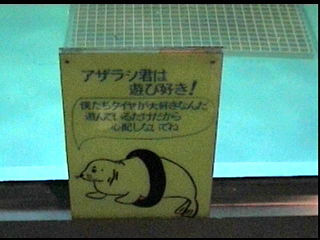 アザラシ君は
遊び好き!
僕たちタイヤが大好きなんだ
遊んでいるだけだから
心配しないでね